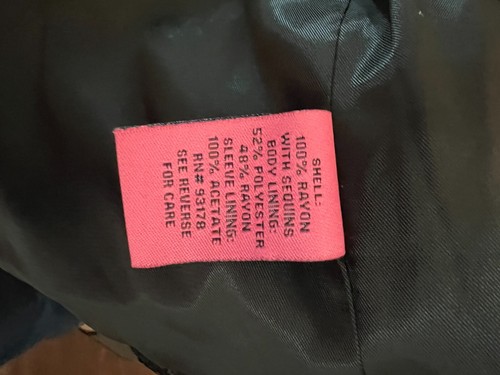 SHELL:
100% RAYON
WITH SEQUINS
BODY LINING:
52% POLYESTER
48% RAYON
SLEEVE LINING:
100% ACETATE
RN# 93178
SEE REVERSE
FOR CARE